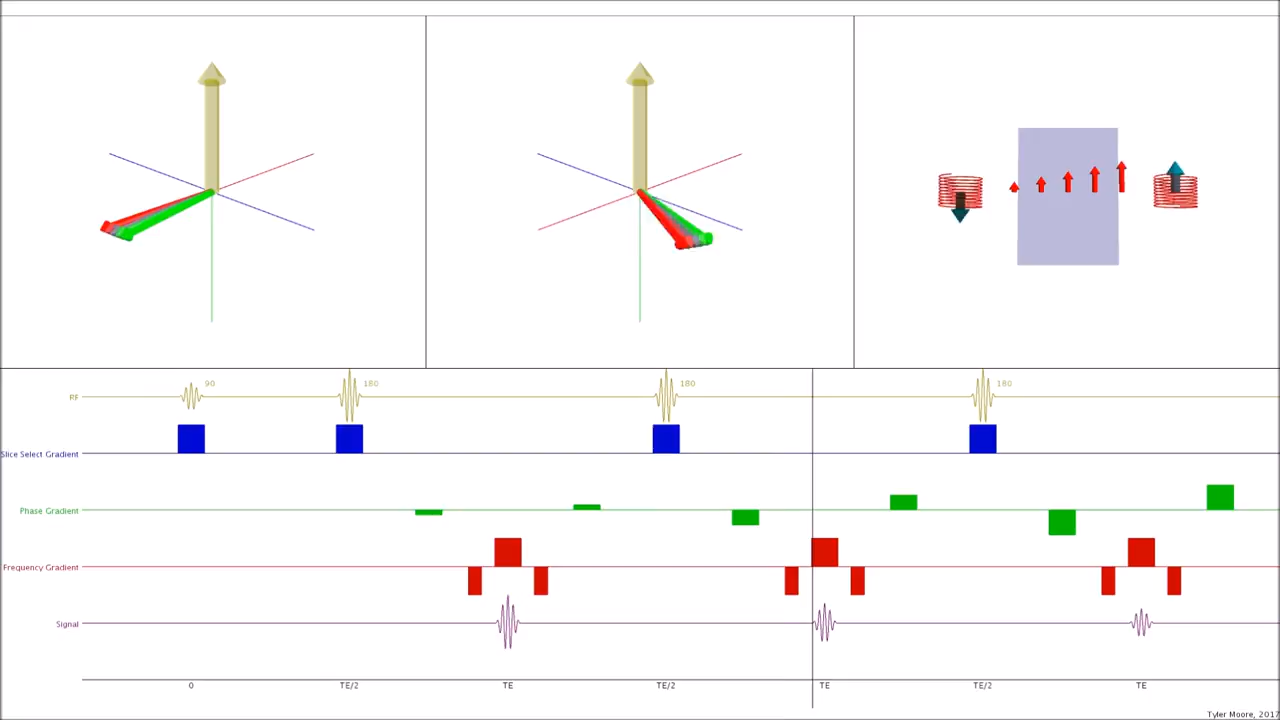 90
180
180
180
RF
Slice Select Gradient
Phase Gradient
Frequency Gradient
Signal
0 TE/2 TE TE/2 TE TE/2 TE
Tyler Moore, 2017